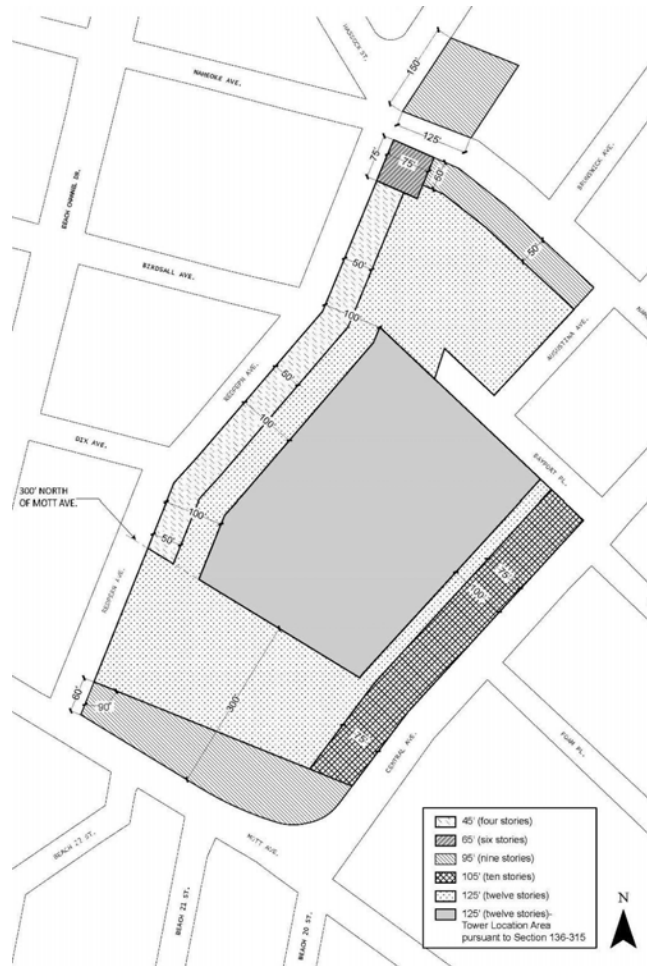 HASSOCK ST.
NAMEOKE AVE.
150'
125'
75'
75'
60'
BRUNSWICK AVE.
BEACH CHANNEL DR.
50'
50'
BIRDSALL AVE.
100'
AUGUSTINA AVE.
REDFERN AVE.
50'
100'
DIX AVE.
BAYPORT PL.
300' NORTH
OF MOTT AVE.
100'
50'
75'
100'
REDFERN AVE.
60'
80'
300'
75'
CENTRAL AVE.
FOAM PL.
MOTT AVE.
BEACH 22 ST.
BEACH 21 ST.
BEACH 20 ST.
45' (four stories)
65' (six stories)
95' (nine stories)
105' (ten stories)
125' (twelve stories)
125' (twelve stories)-
Tower Location Area
pursuant to Section 136-315
N